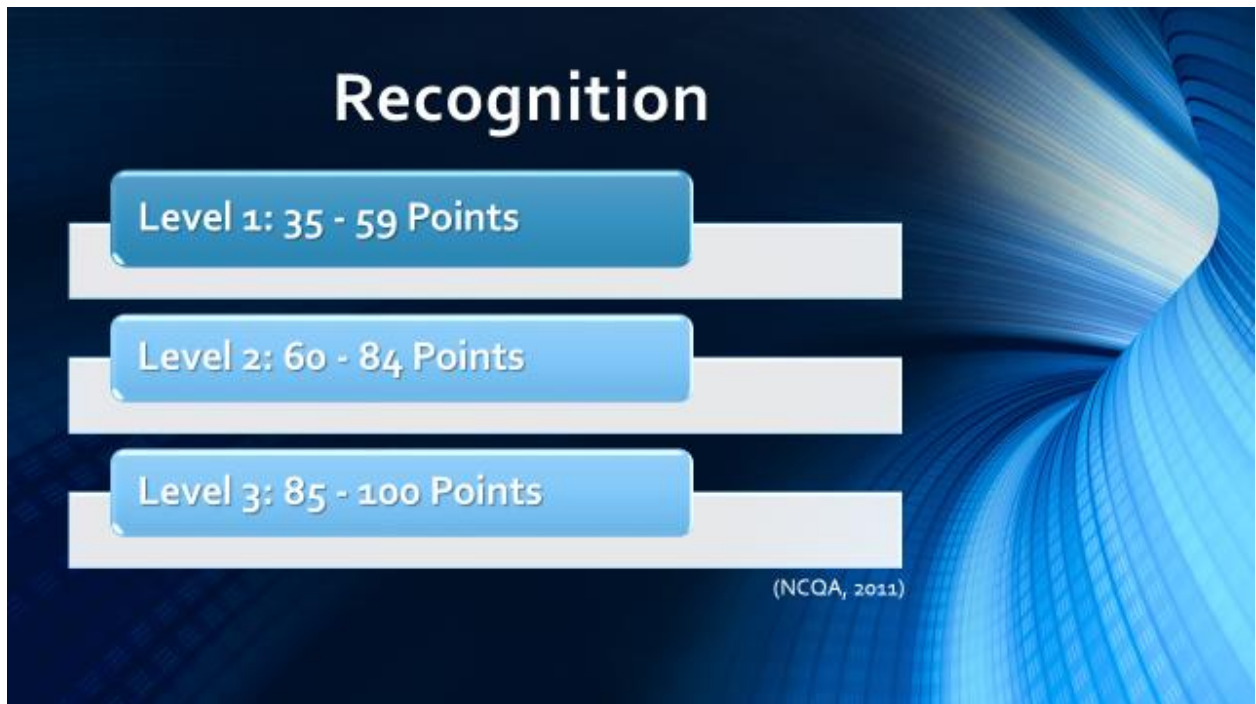 Recognition
Level 1: 35 - 59 Points
Level 2: 60 - 84 Points
Level 3: 85 - 100 Points
(NCQA, 2011)